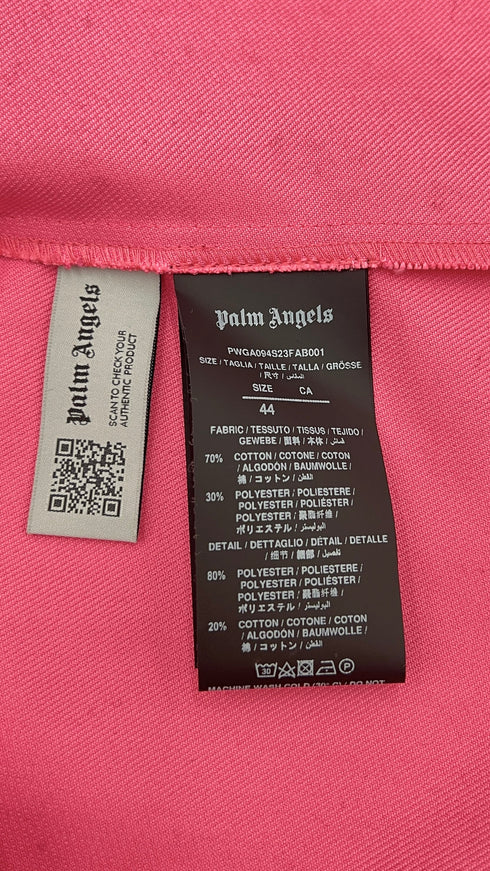 Palm Angels
SCAN TO CHECK YOUR
AUTHENTIC PRODUCT
Palm Angels
PWGA094S23FAB001
SIZE / TAGLIA / TAILLE / TALLA / GRÖSSE
/ 尺寸 / المقاس /
SIZE CA
44
FABRIC / TESSUTO / TISSUS / TEJIDO /
GEWEBE / 面料 / 本体 / قماش
70% COTTON / COTONE / COTON
/ ALGODÓN / BAUMWOLLE /
棉 / コットン / القطن
30% POLYESTER / POLIESTERE /
POLYESTER / POLIÉSTER /
POLYESTER / 聚酯纤维 /
ポリエステル / البوليستر
DETAIL / DETTAGLIO / DÉTAIL / DETALLE
/ 细节 / 細部 / تفصيل
80% POLYESTER / POLIESTERE /
POLYESTER / POLIÉSTER /
POLYESTER / 聚酯纤维 /
ポリエステル / البوليستر
20% COTTON / COTONE / COTON
/ ALGODÓN / BAUMWOLLE /
棉 / コットン / القطن
30 P
MACHINE WASH COLD (30° C) / DO NOT